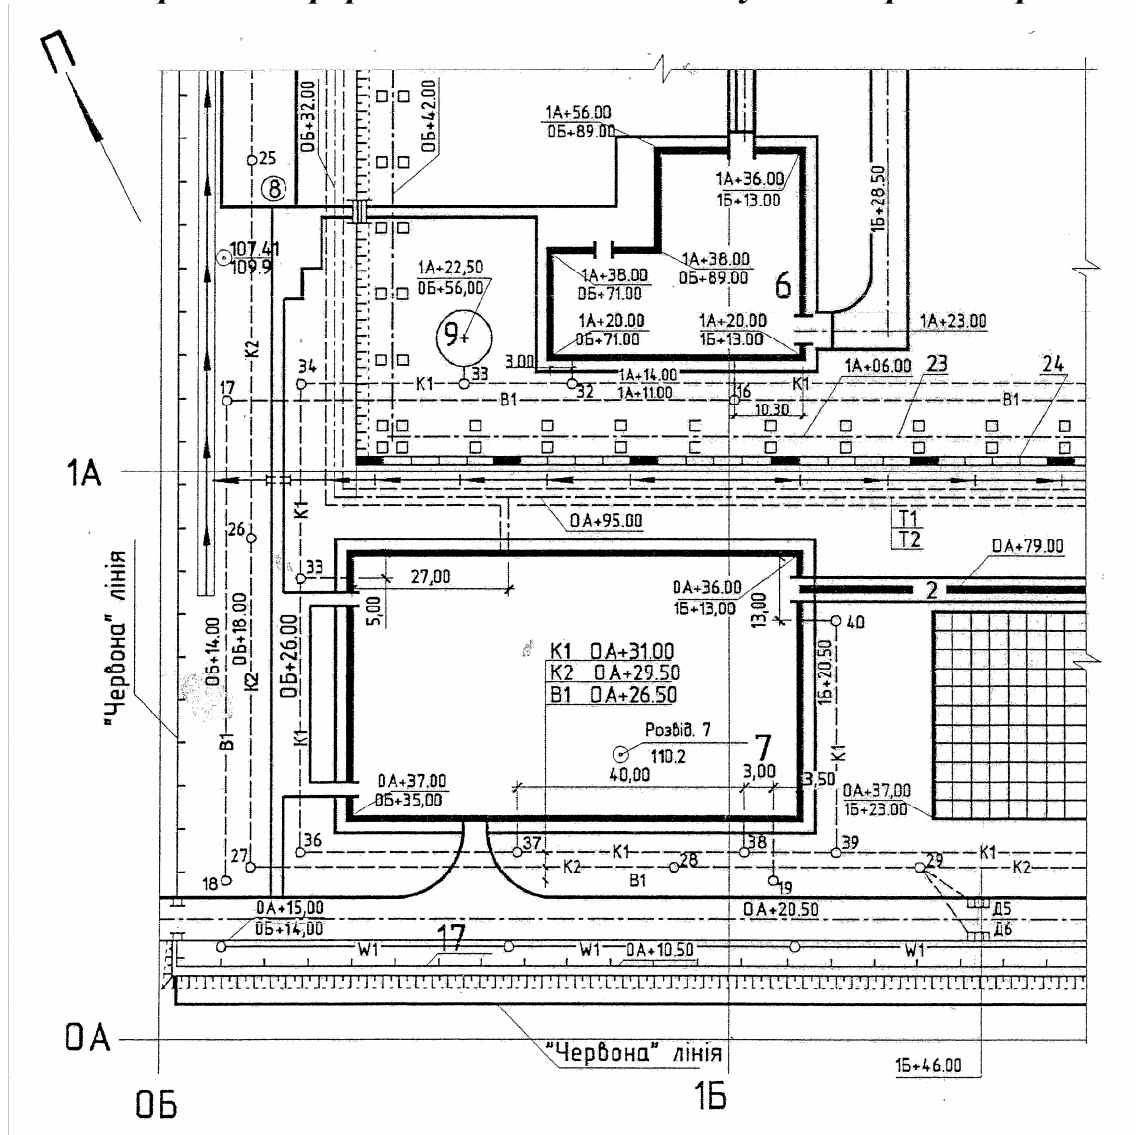 П
0Б+32.00
0Б+42.00
1А+56.00
0Б+89.00
25
8
1А+36.00
1Б+13.00
1Б+28.50
107.41
109.9
1А+22,50
0Б+56,00
1А+38.00
0Б+71.00
1А+38.00
0Б+89.00
6
9
1А+20.00
0Б+71.00
1А+20.00
1Б+13.00
1А+23.00
К2
34
3.00
33
К1
1А+14.00
1А+11.00
32
16
К1
1А+06.00
23
24
17
В1
10.30
В1
1А
К1
26
0А+95.00
Т1
Т2
0А+79.00
33
27,00
5,00
0А+36.00
1Б+13,00
13,00
2
40
"Червона" лінія
0Б+14.00
0Б+18.00
0Б+26.00
К2
К1 0А+31.00
К2 0А+29.50
В1 0А+26.50
1Б+20.50
В1
К1
Розвід. 7
110.2
7
К1
40,00
3,00
3,50
0А+37.00
0Б+35,00
0А+37,00
1Б+23.00
36
37
К1
38
39
К1
27
К2
28
29
К2
18
В1
19
0А+15,00
0Б+14,00
0А+20.50
Д5
Д6
17
W1
W1
0А+10.50
W1
0А
"Червона" лінія
1Б+46.00
0Б
1Б